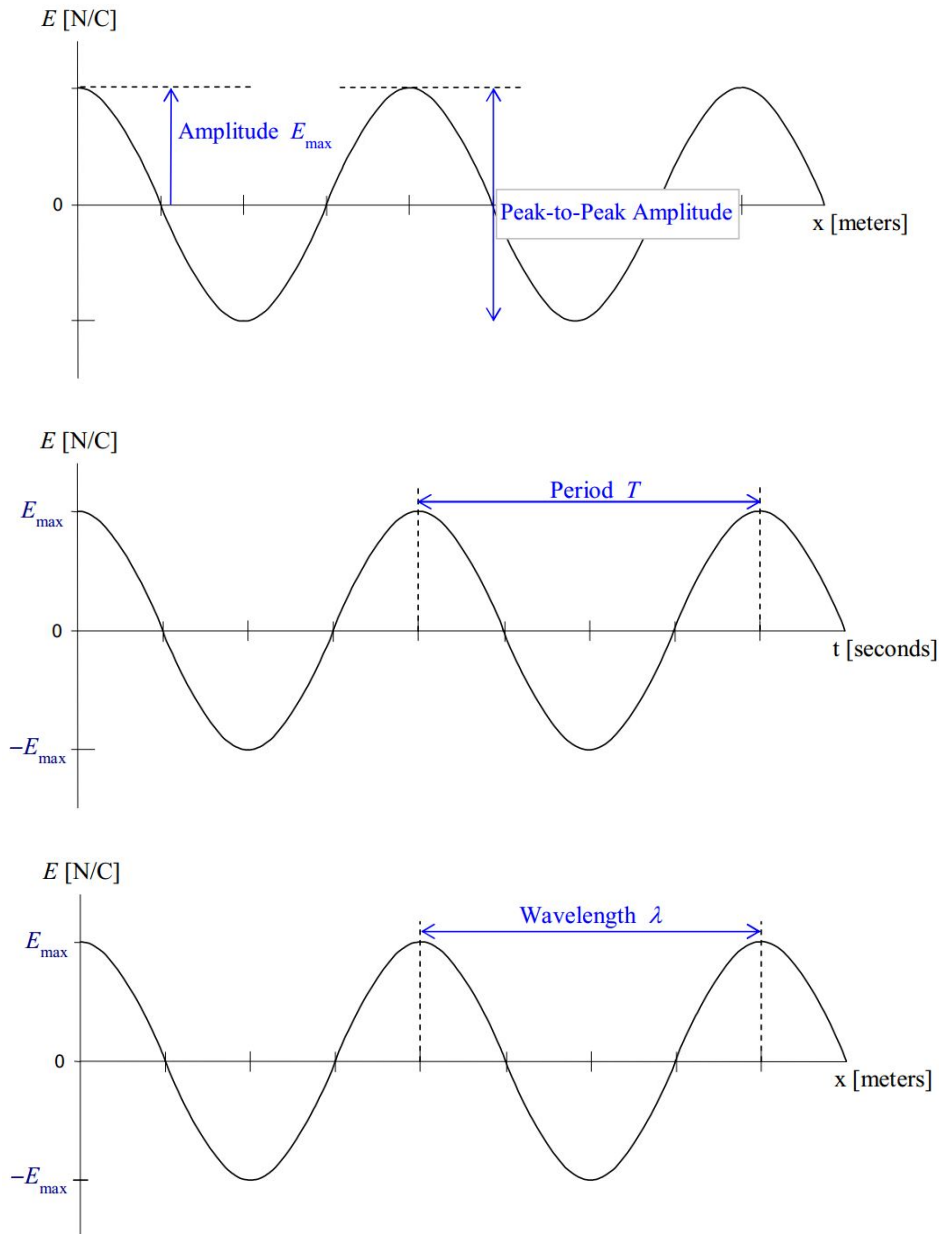 E [N/C]
Amplitude E_max
0
Peak-to-Peak Amplitude
x [meters]
E [N/C]
Period T
E_max
0
t [seconds]
−E_max
E [N/C]
Wavelength λ
E_max
0
x [meters]
−E_max